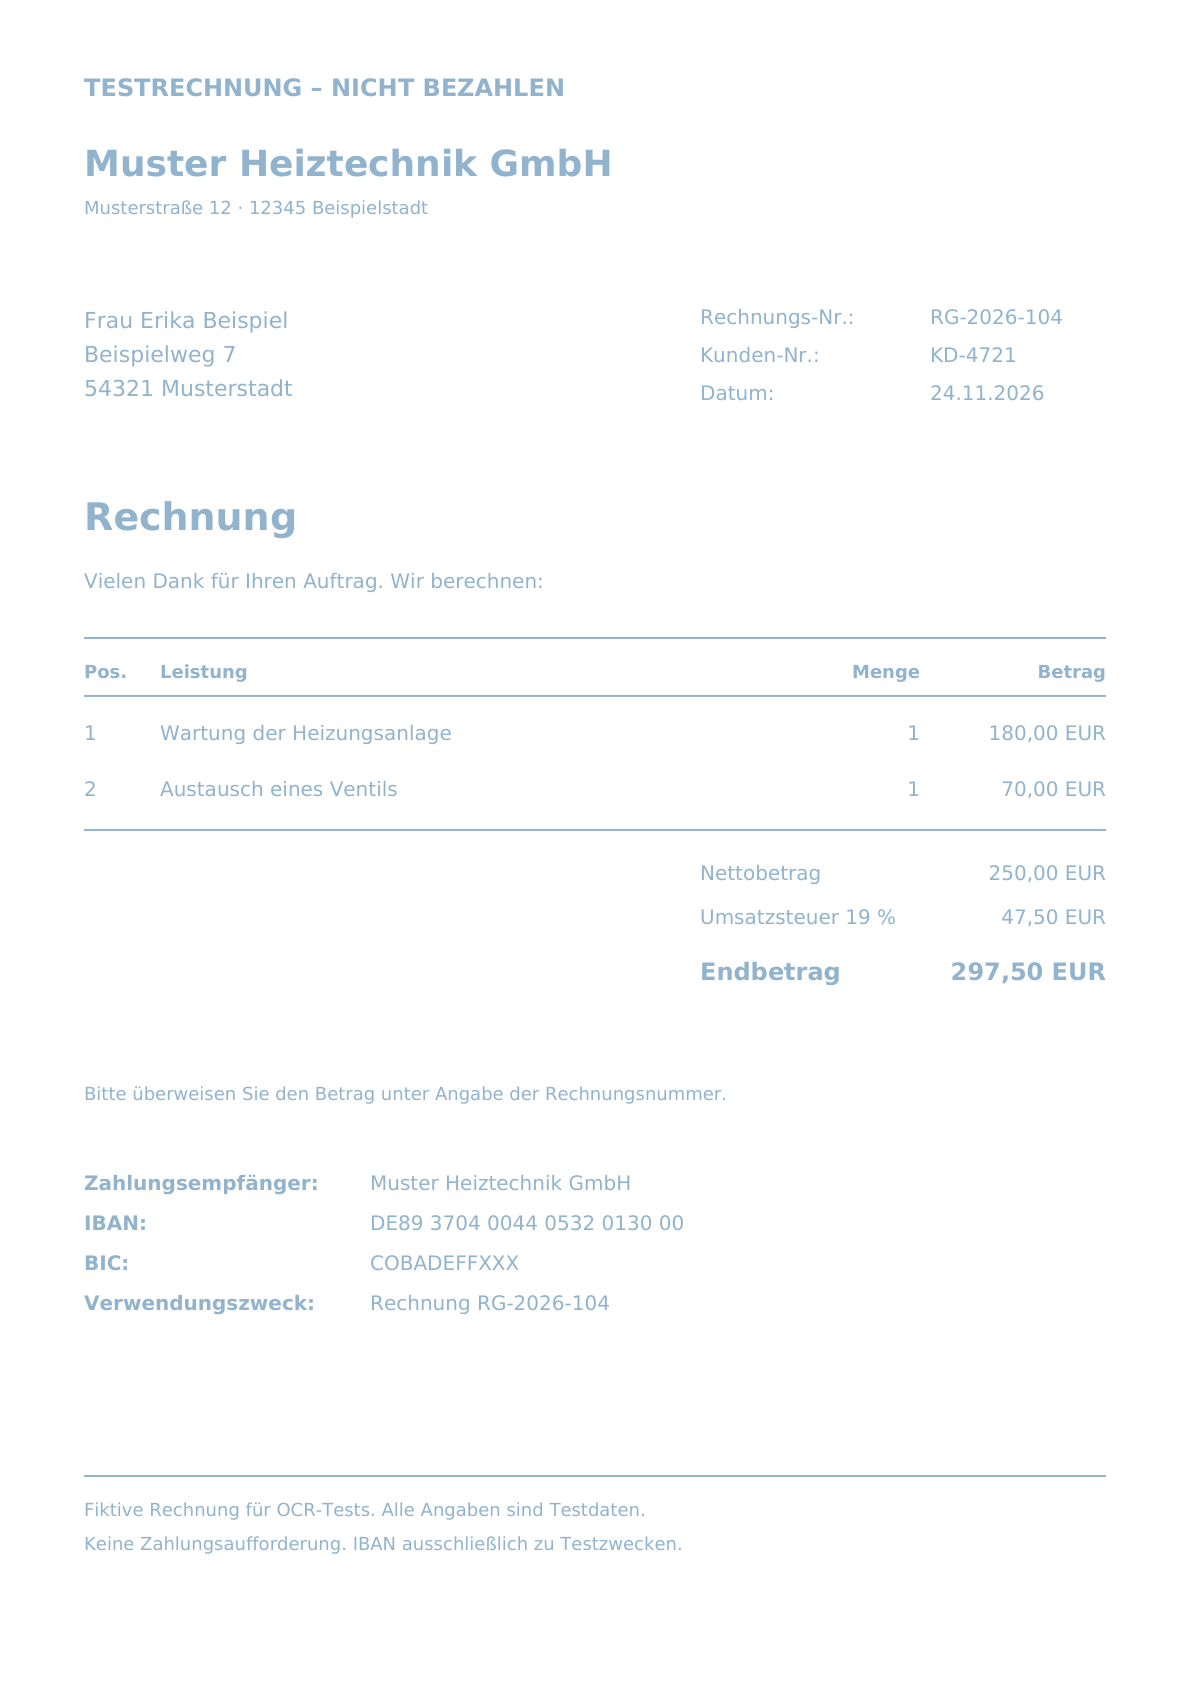 TESTRECHNUNG – NICHT BEZAHLEN
Muster Heiztechnik GmbH
Musterstraße 12 · 12345 Beispielstadt
Frau Erika Beispiel
Beispielweg 7
54321 Musterstadt
Rechnungs-Nr.: RG-2026-104
Kunden-Nr.: KD-4721
Datum: 24.11.2026
Rechnung
Vielen Dank für Ihren Auftrag. Wir berechnen:
Pos. Leistung Menge Betrag
1 Wartung der Heizungsanlage 1 180,00 EUR
2 Austausch eines Ventils 1 70,00 EUR
Nettobetrag 250,00 EUR
Umsatzsteuer 19 % 47,50 EUR
Endbetrag 297,50 EUR
Bitte überweisen Sie den Betrag unter Angabe der Rechnungsnummer.
Zahlungsempfänger: Muster Heiztechnik GmbH
IBAN: DE89 3704 0044 0532 0130 00
BIC: COBADEFFXXX
Verwendungszweck: Rechnung RG-2026-104
Fiktive Rechnung für OCR-Tests. Alle Angaben sind Testdaten.
Keine Zahlungsaufforderung. IBAN ausschließlich zu Testzwecken.